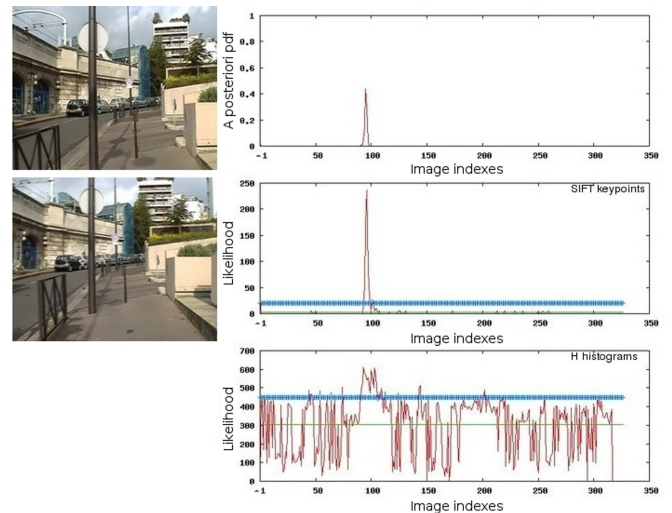 A posteriori pdf
1
0.8
0.6
0.4
0.2
0
-1 50 100 150 200 250 300 350
Image indexes
SIFT keypoints
Likelihood
250
200
150
100
50
0
-1 50 100 150 200 250 300 350
Image indexes
H histograms
Likelihood
700
600
500
400
300
200
100
0
-1 50 100 150 200 250 300 350
Image indexes